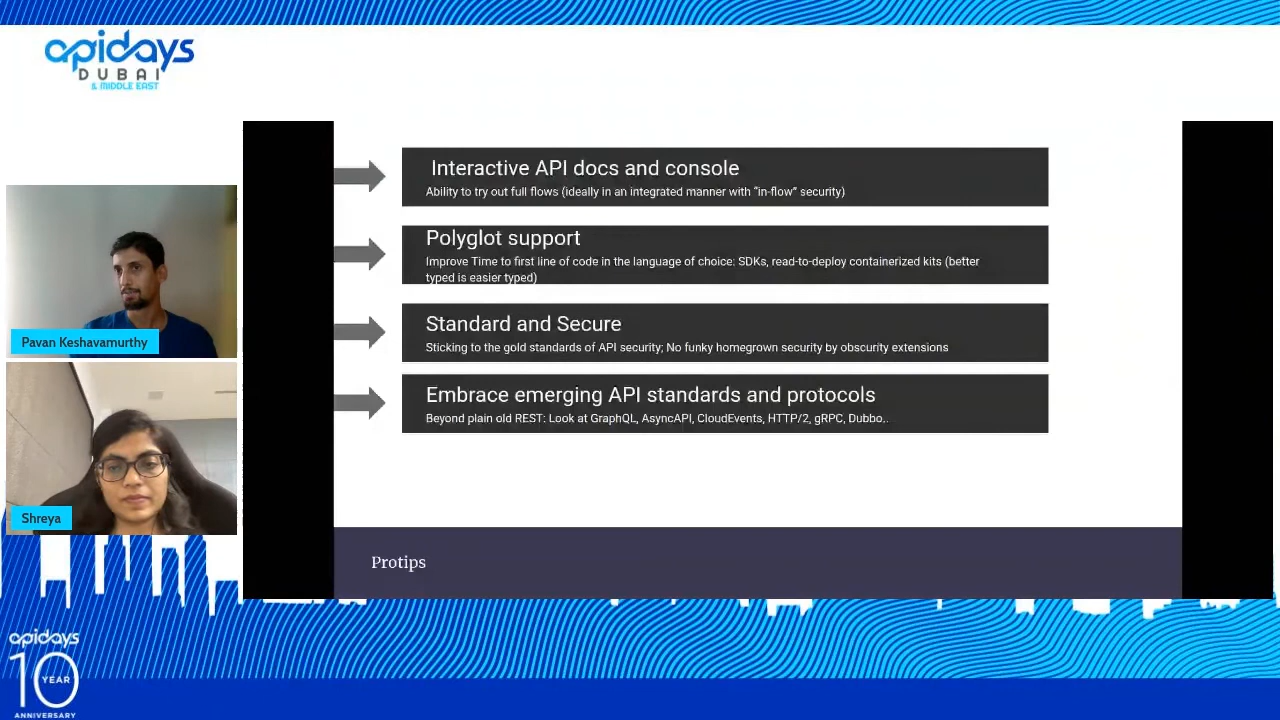 apidays
DUBAI
& MIDDLE EAST
Interactive API docs and console
Ability to try out full flows (ideally in an integrated manner with “in-flow” security)
Polyglot support
Improve Time to first line of code in the language of choice: SDKs, read-to-deploy containerized kits (better
typed is easier typed)
Standard and Secure
Sticking to the gold standards of API security; No funky homegrown security by obscurity extensions
Embrace emerging API standards and protocols
Beyond plain old REST: Look at GraphQL, AsyncAPI, CloudEvents, HTTP/2, gRPC, Dubbo..
Protips
Pavan Keshavamurthy
Shreya
apidays
10
YEAR
ANNIVERSARY